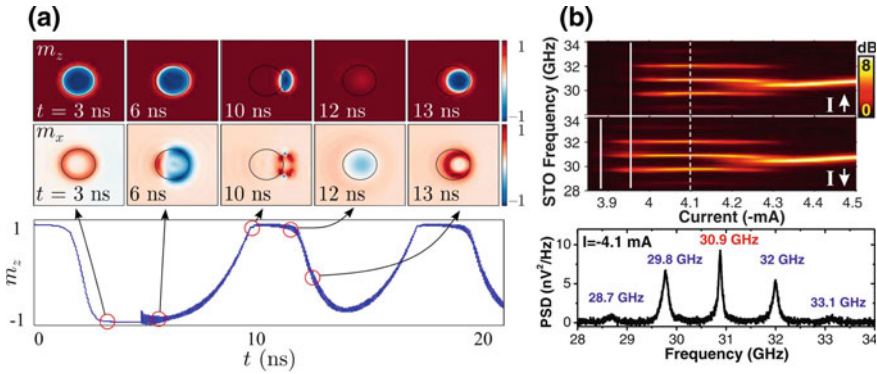 (a)
m_z
t = 3 ns
6 ns
10 ns
12 ns
13 ns
1
-1
m_x
t = 3 ns
6 ns
10 ns
12 ns
13 ns
1
-1
m_z
1
-1
0
10
20
t (ns)
(b)
STO Frequency (GHz)
34
32
30
I
34
32
30
28
I
dB
8
0
3.9
4
4.1
4.2
4.3
4.4
4.5
Current (-mA)
PSD (nV²/Hz)
10
5
0
I=-4.1 mA
28.7 GHz
29.8 GHz
30.9 GHz
32 GHz
33.1 GHz
28
29
30
31
32
33
34
Frequency (GHz)